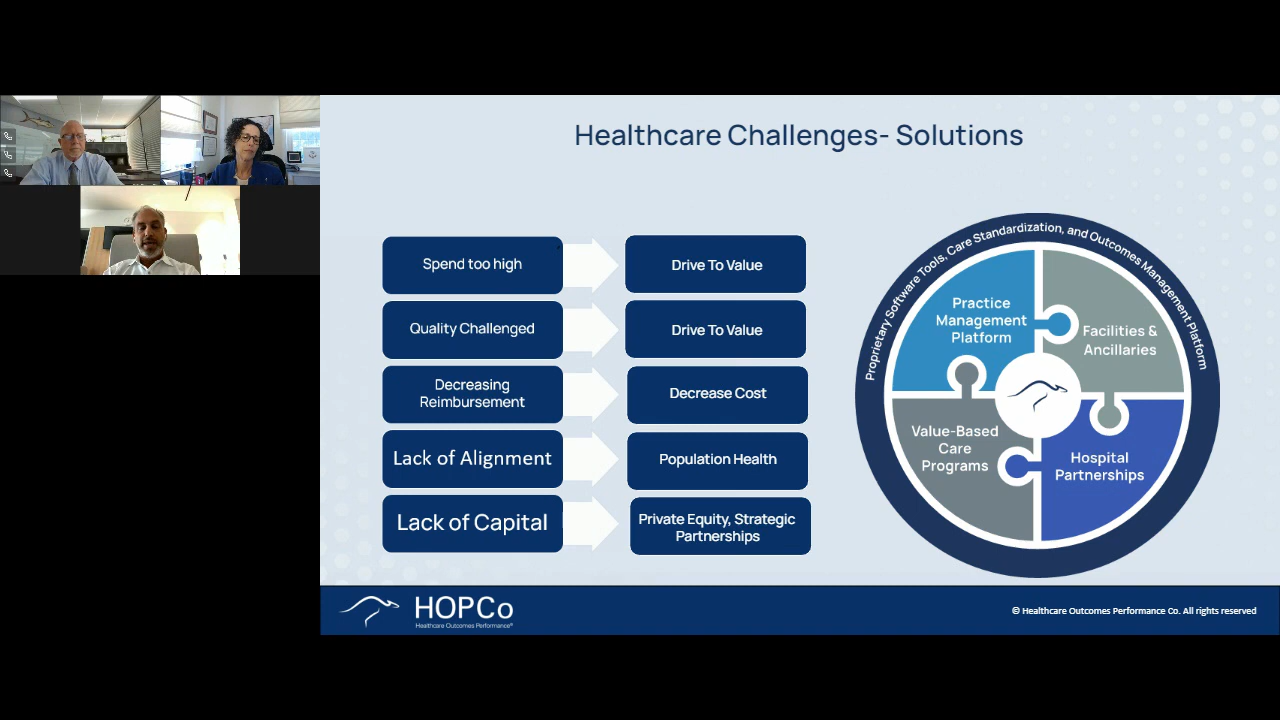 Healthcare Challenges- Solutions
Spend too high
Drive To Value
Quality Challenged
Drive To Value
Decreasing
Reimbursement
Decrease Cost
Lack of Alignment
Population Health
Lack of Capital
Private Equity, Strategic
Partnerships
Proprietary Software Tools, Care Standardization, and Outcomes Management Platform
Practice
Management
Platform
Facilities &
Ancillaries
Value-Based
Care
Programs
Hospital
Partnerships
HOPCo
Healthcare Outcomes Performance®
© Healthcare Outcomes Performance Co. All rights reserved